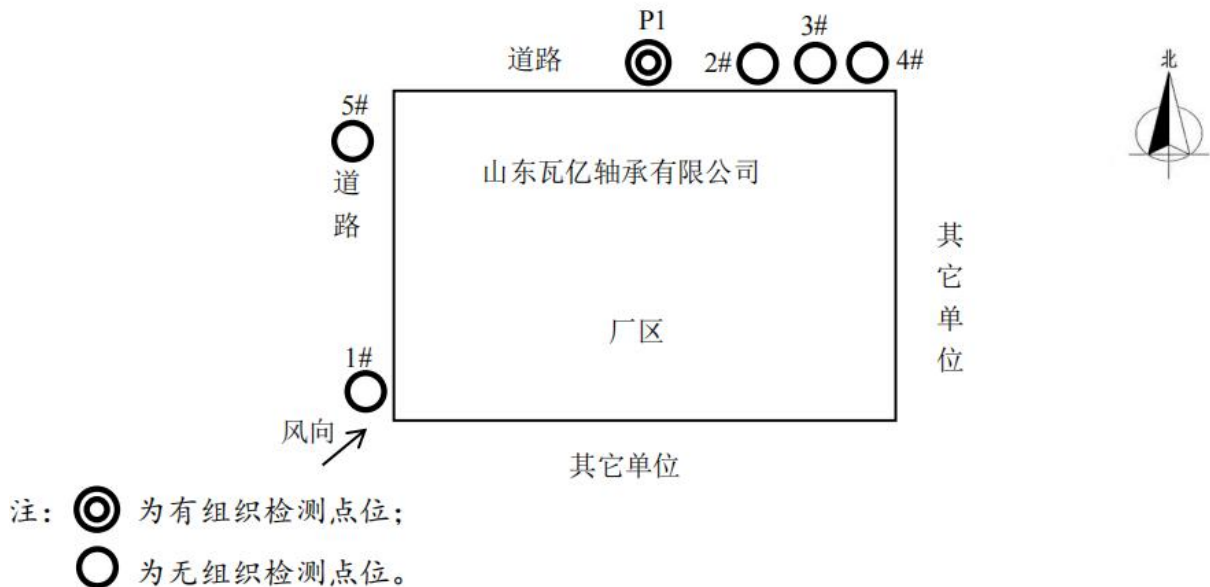 P1
3#
道路
2#
4#
北
5#
山东瓦亿轴承有限公司
道路
其它单位
厂区
1#
风向
其它单位
注： 为有组织检测点位；
为无组织检测点位。